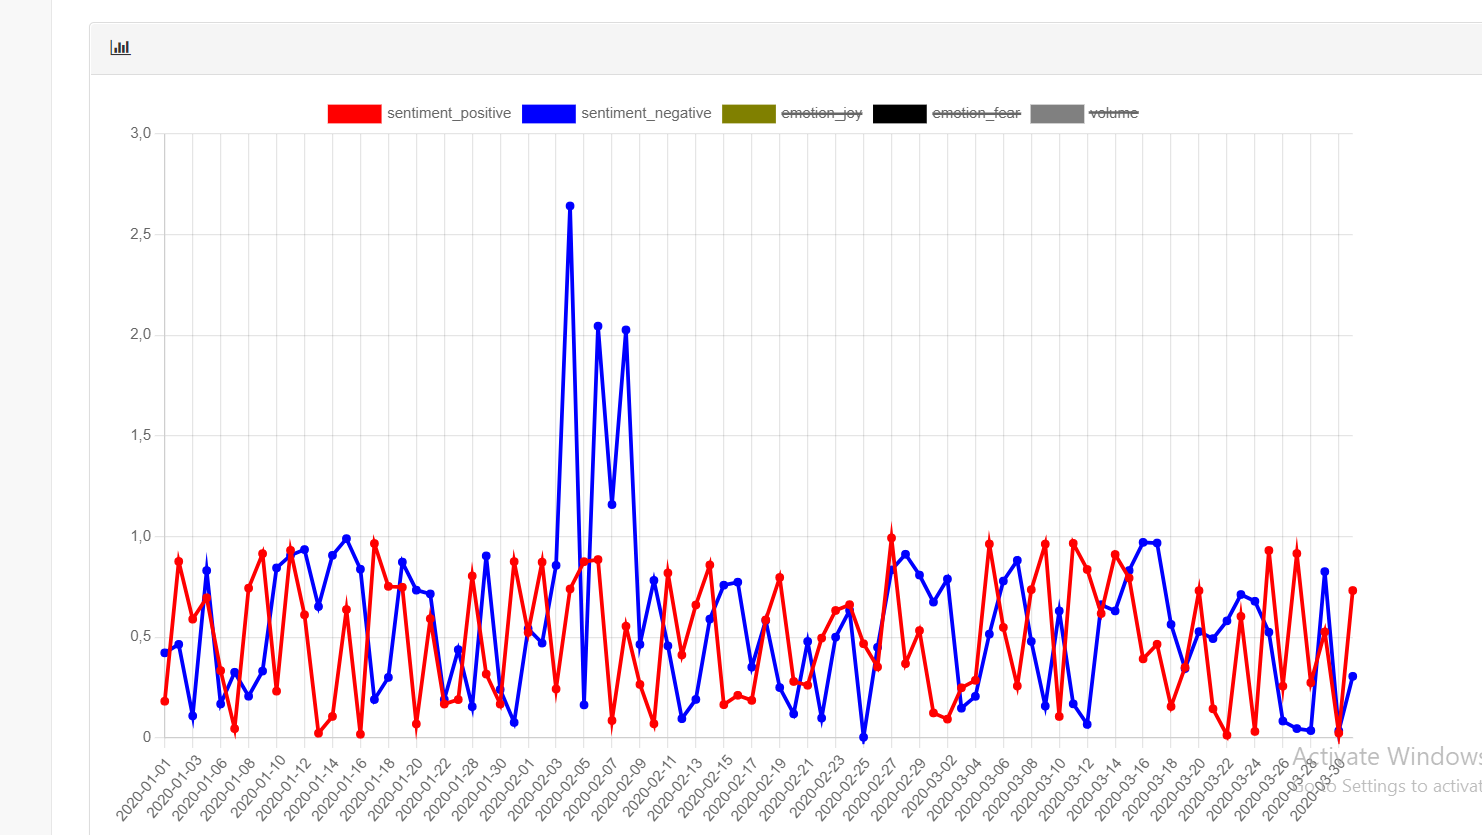 sentiment_positive sentiment_negative emotion_joy emotion_fear volume
3,0
2,5
2,0
1,5
1,0
0,5
0
2020-01-01 2020-01-03 2020-01-06 2020-01-08 2020-01-10 2020-01-12 2020-01-14 2020-01-16 2020-01-18 2020-01-20 2020-01-22 2020-01-28 2020-01-30 2020-02-01 2020-02-03 2020-02-05 2020-02-07 2020-02-09 2020-02-11 2020-02-13 2020-02-15 2020-02-17 2020-02-19 2020-02-21 2020-02-23 2020-02-25 2020-02-27 2020-02-29 2020-03-02 2020-03-04 2020-03-06 2020-03-08 2020-03-10 2020-03-12 2020-03-14 2020-03-16 2020-03-18 2020-03-20 2020-03-22 2020-03-24 2020-03-26 2020-03-28 2020-03-30
Activate Windows
Go to Settings to activat